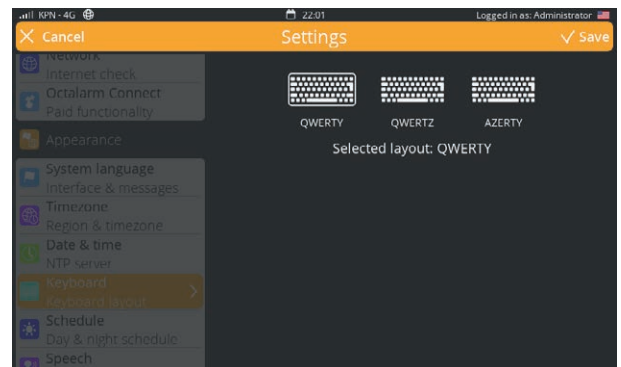 KPN - 4G
22:01
Logged in as: Administrator
Cancel
Settings
Save
Network
Internet check
Octalarm Connect
Paid functionality
Appearance
System language
Interface & messages
Timezone
Region & timezone
Date & time
NTP server
Keyboard
Keyboard layout
Schedule
Day & night schedule
Speech
QWERTY
QWERTZ
AZERTY
Selected layout: QWERTY